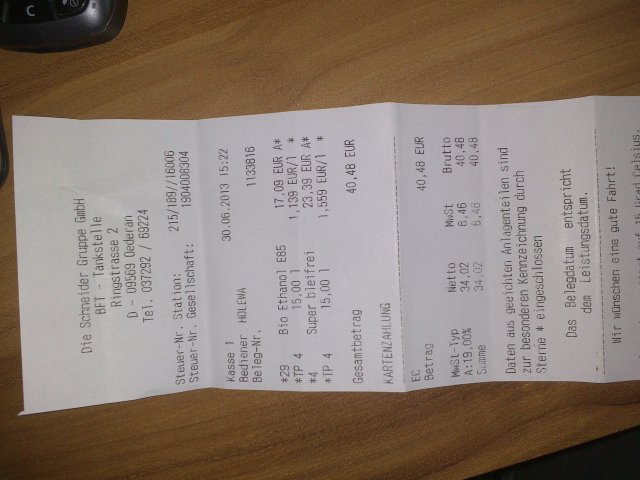 Die Schneider Gruppe GmbH
BFT - Tankstelle
Ringstrasse 2
D - 09569 Oederan
Tel. 037292 / 69224
Steuer-Nr. Station: 215/189//16006
Steuer-Nr. Gesellschaft: 1904008304
Kasse 1 30.06.2013 15:22
Bediener HOLEWA
Beleg-Nr. 1133816
*29 Bio Ethanol E85 17,09 EUR A*
*TP 4 15,00 l 1,139 EUR/l *
*4 Super bleifrei 23,39 EUR A*
*TP 4 15,00 l 1,559 EUR/l *
Gesamtbetrag 40,48 EUR
KARTENZAHLUNG
EC
Betrag 40,48 EUR
MwSt-Typ Netto MwSt Brutto
A:19,00% 34,02 6,46 40,48
Summe 34,02 6,46 40,48
Daten aus geeichten Anlagenteilen sind
zur besonderen Kennzeichnung durch
Sterne * eingeschlossen
Das Belegdatum entspricht
dem Leistungsdatum.
Wir wünschen eine gute Fahrt!
15 Grad Celsius.